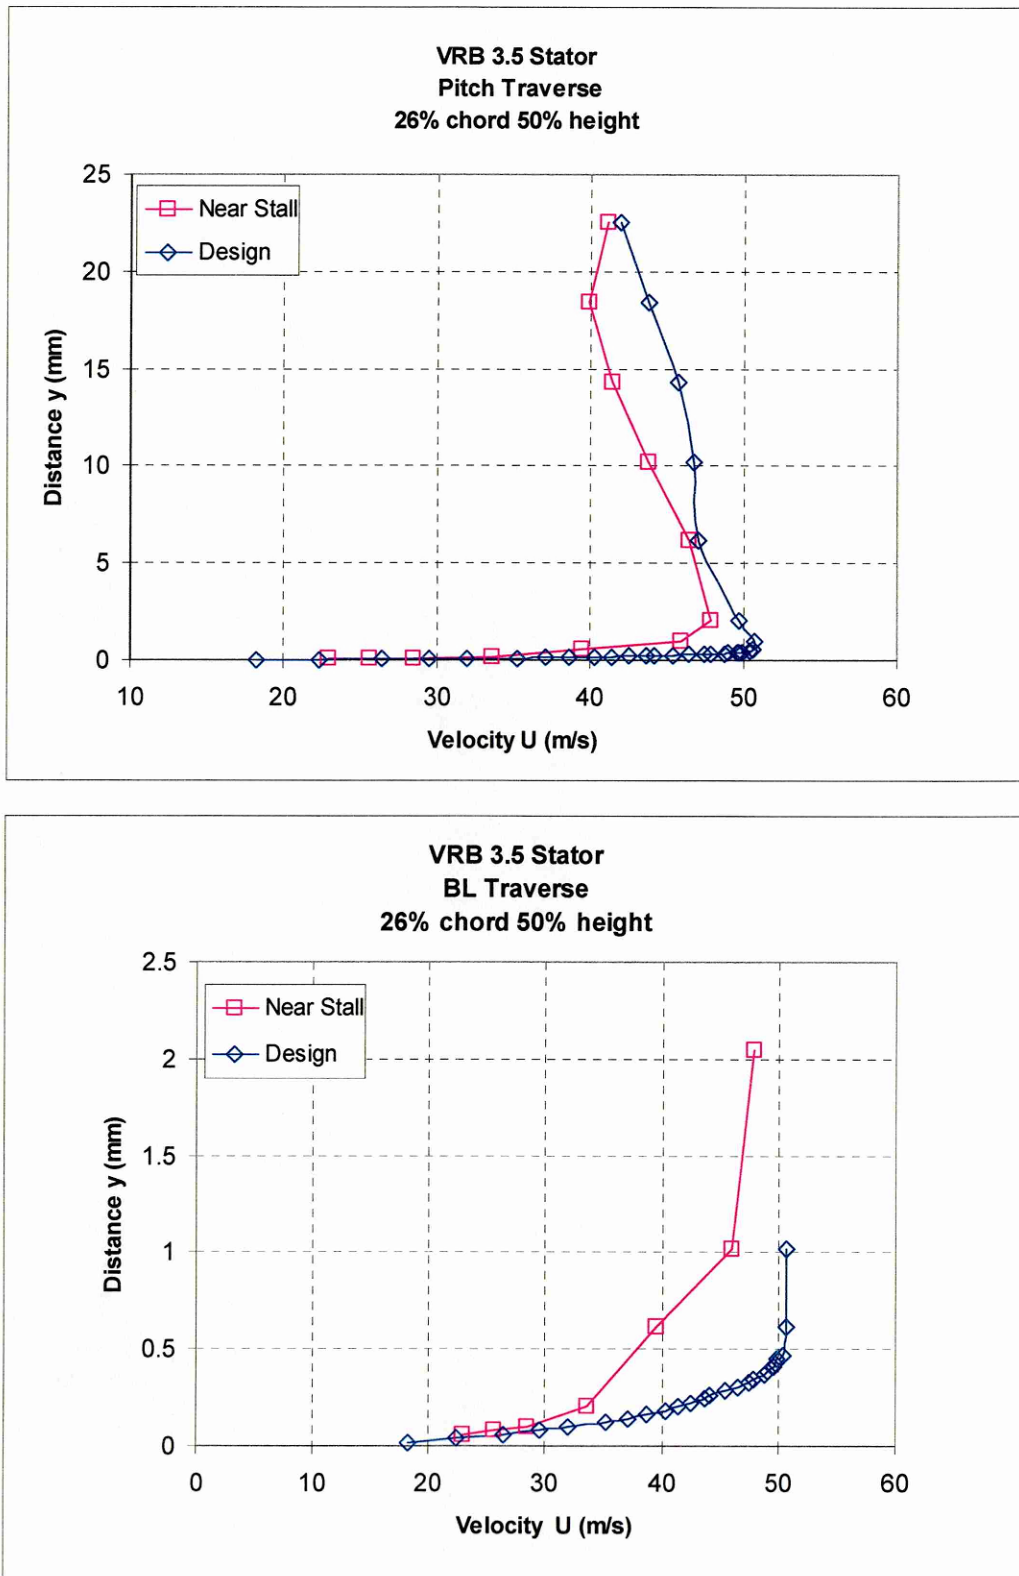 VRB 3.5 Stator
Pitch Traverse
26% chord 50% height
25
20
15
10
5
0
Distance y (mm)
Near Stall
Design
10
20
30
40
50
60
Velocity U (m/s)
VRB 3.5 Stator
BL Traverse
26% chord 50% height
2.5
2
1.5
1
0.5
0
Distance y (mm)
Near Stall
Design
0
10
20
30
40
50
60
Velocity U (m/s)